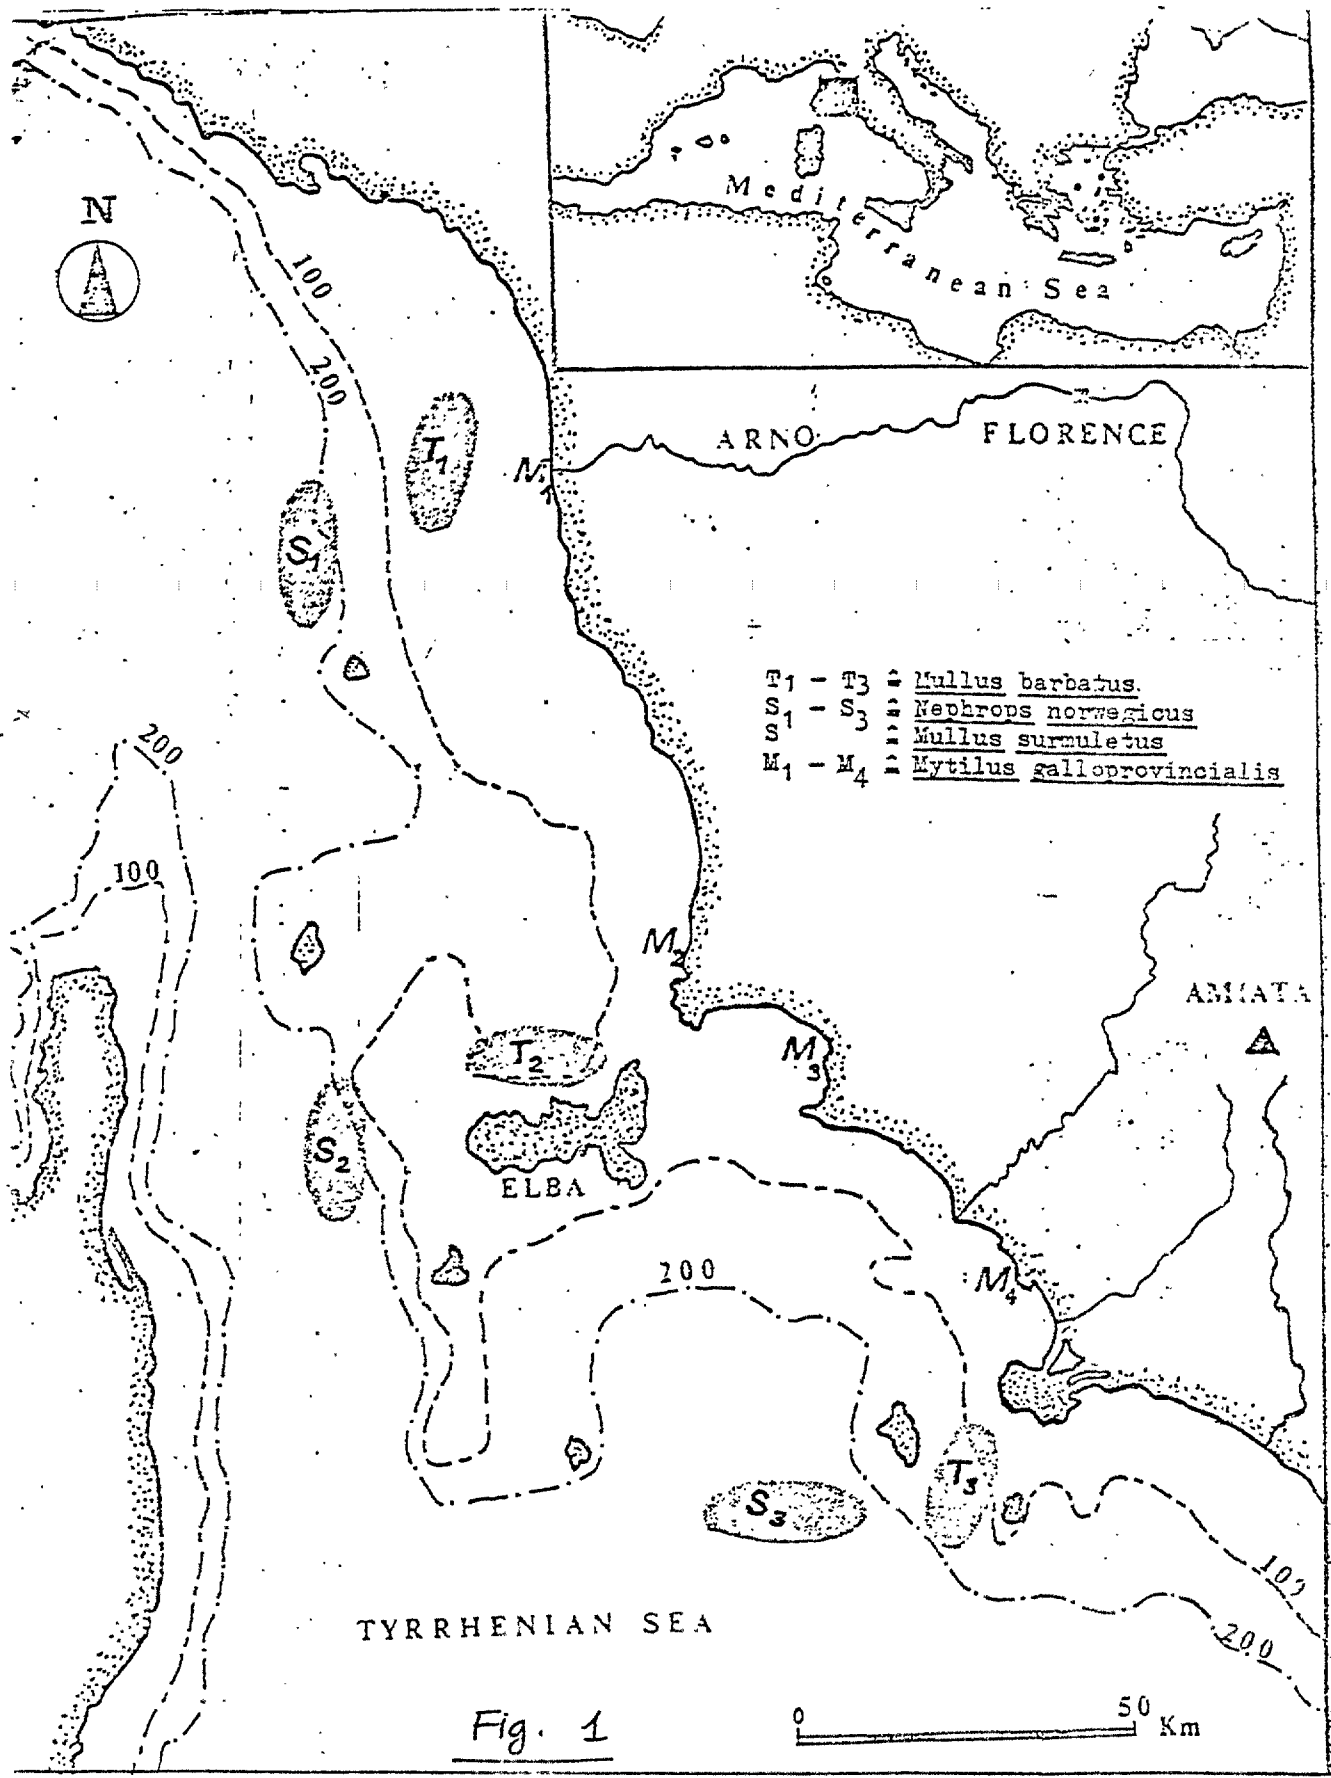 N
Mediterranean Sea
100
200
T1
M1
ARNO
FLORENCE
S1
T1 - T3 ≙ Mullus barbatus
S1 - S3 ≙ Nephrops norwegicus
S ≙ Mullus surmuletus
M1 - M4 ≙ Mytilus galloprovincialis
200
100
M2
AMIATA
T2
M3
S2
ELBA
200
M4
T3
S3
100
200
TYRRHENIAN SEA
Fig. 1
0 50 Km